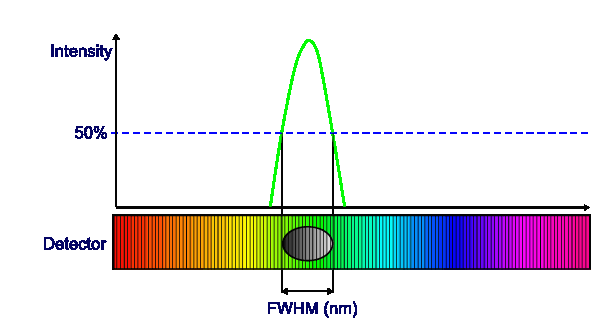 Intensity
50%
Detector
FWHM (nm)